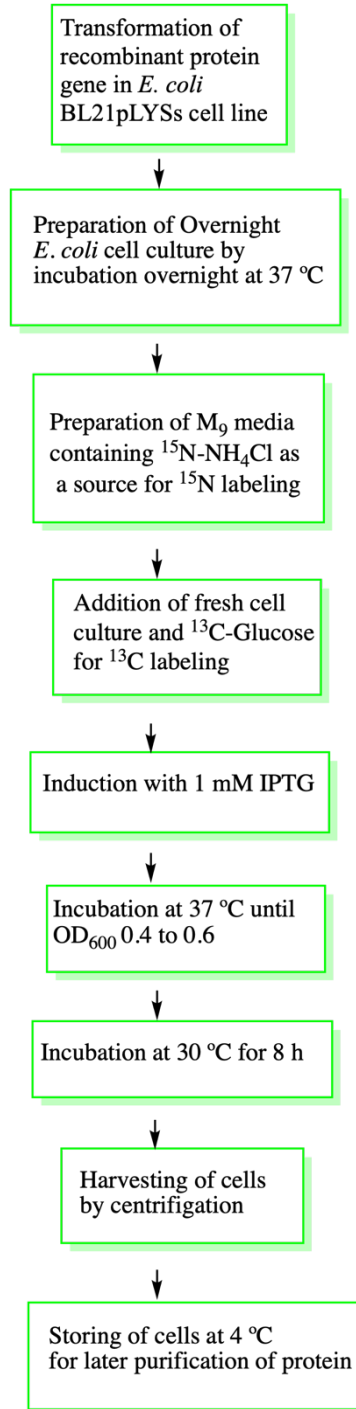 Transformation of
recombinant protein
gene in E. coli
BL21pLYSs cell line
Preparation of Overnight
E. coli cell culture by
incubation overnight at 37 ºC
Preparation of M₉ media
containing ¹⁵N-NH₄Cl as
a source for ¹⁵N labeling
Addition of fresh cell
culture and ¹³C-Glucose
for ¹³C labeling
Induction with 1 mM IPTG
Incubation at 37 ºC until
OD₆₀₀ 0.4 to 0.6
Incubation at 30 ºC for 8 h
Harvesting of cells
by centrifigation
Storing of cells at 4 ºC
for later purification of protein